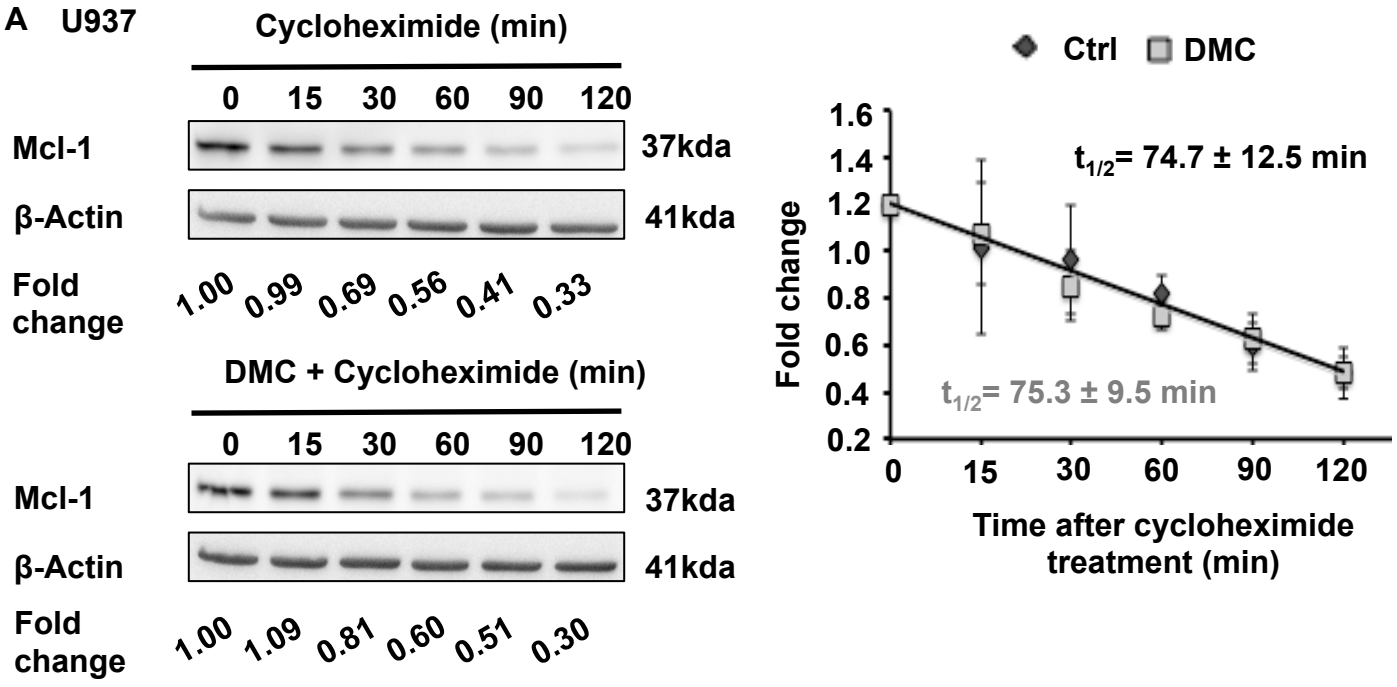 A U937
Cycloheximide (min)
0 15 30 60 90 120
Mcl-1 37kda
β-Actin 41kda
Fold
change
1.00 0.99 0.69 0.56 0.41 0.33
DMC + Cycloheximide (min)
0 15 30 60 90 120
Mcl-1 37kda
β-Actin 41kda
Fold
change
1.00 1.09 0.81 0.60 0.51 0.30
Ctrl DMC
Fold change
1.6
1.4
1.2
1.0
0.8
0.6
0.4
0.2
t1/2= 74.7 ± 12.5 min
t1/2= 75.3 ± 9.5 min
0 15 30 60 90 120
Time after cycloheximide
treatment (min)